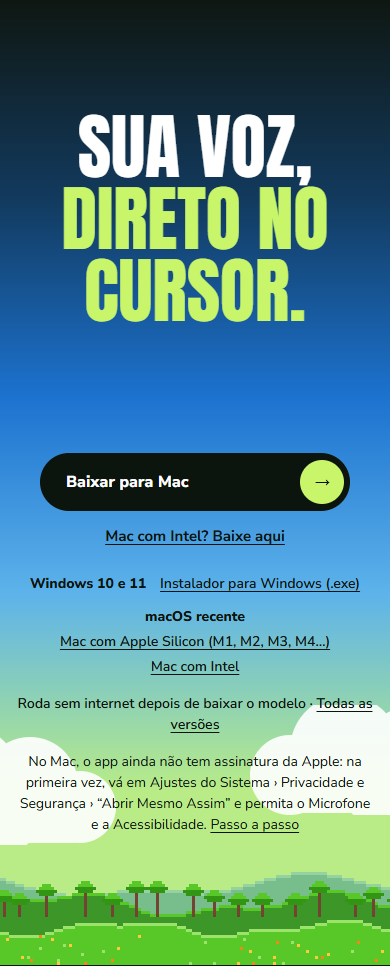 SUA VOZ,
DIRETO NO
CURSOR.
Baixar para Mac →
Mac com Intel? Baixe aqui
Windows 10 e 11 Instalador para Windows (.exe)
macOS recente
Mac com Apple Silicon (M1, M2, M3, M4…)
Mac com Intel
Roda sem internet depois de baixar o modelo · Todas as
versões
No Mac, o app ainda não tem assinatura da Apple: na
primeira vez, vá em Ajustes do Sistema › Privacidade e
Segurança › “Abrir Mesmo Assim” e permita o Microfone
e a Acessibilidade. Passo a passo